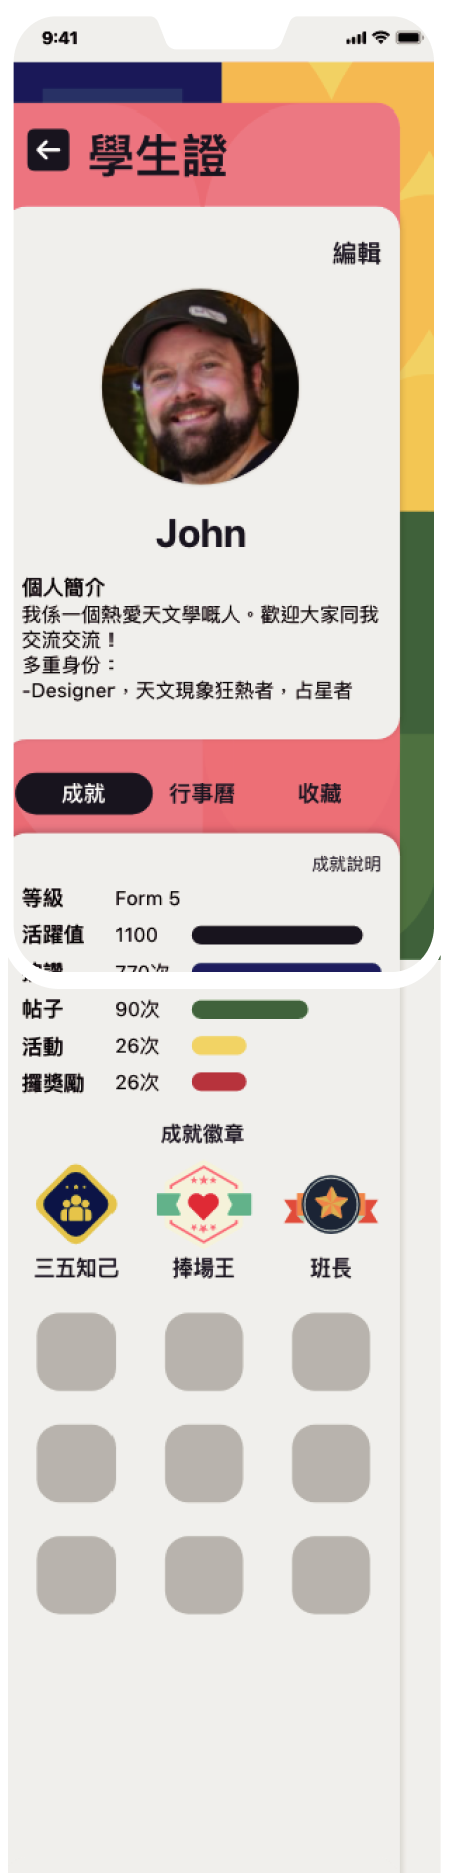 9:41
學生證
編輯
John
個人簡介
我係一個熱愛天文學嘅人。歡迎大家同我
交流交流！
多重身份：
-Designer，天文現象狂熱者，占星者
成就 行事曆 收藏
成就說明
等級 Form 5
活躍值 1100
770次
帖子 90次
活動 26次
攞獎勵 26次
成就徽章
三五知己 捧場王 班長